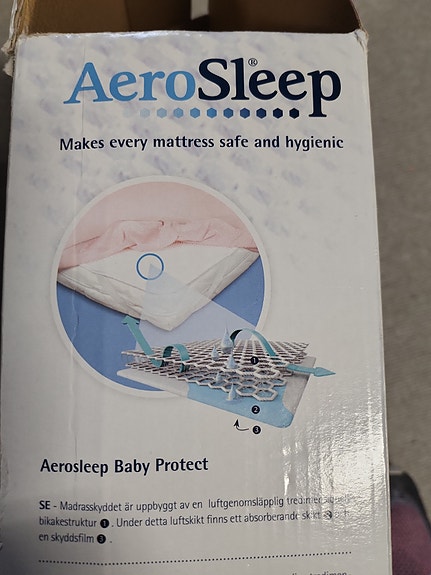 AeroSleep®
Makes every mattress safe and hygienic
1
2
3
Aerosleep Baby Protect
SE - Madrasskyddet är uppbyggt av en luftgenomsläpplig
bikakestruktur 1 . Under detta luftskikt finns ett absorberande skikt
en skyddsfilm 3 .